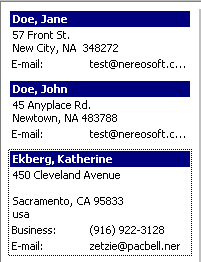 Doe, Jane
57 Front St.
New City, NA  348272
E-mail: test@nereosoft.c...
Doe, John
45 Anyplace Rd.
Newtown, NA 483788
E-mail: test@nereosoft.c...
Ekberg, Katherine
450 Cleveland Avenue
Sacramento, CA 95833
usa
Business: (916) 922-3128
E-mail: zetzie@pacbell.ner